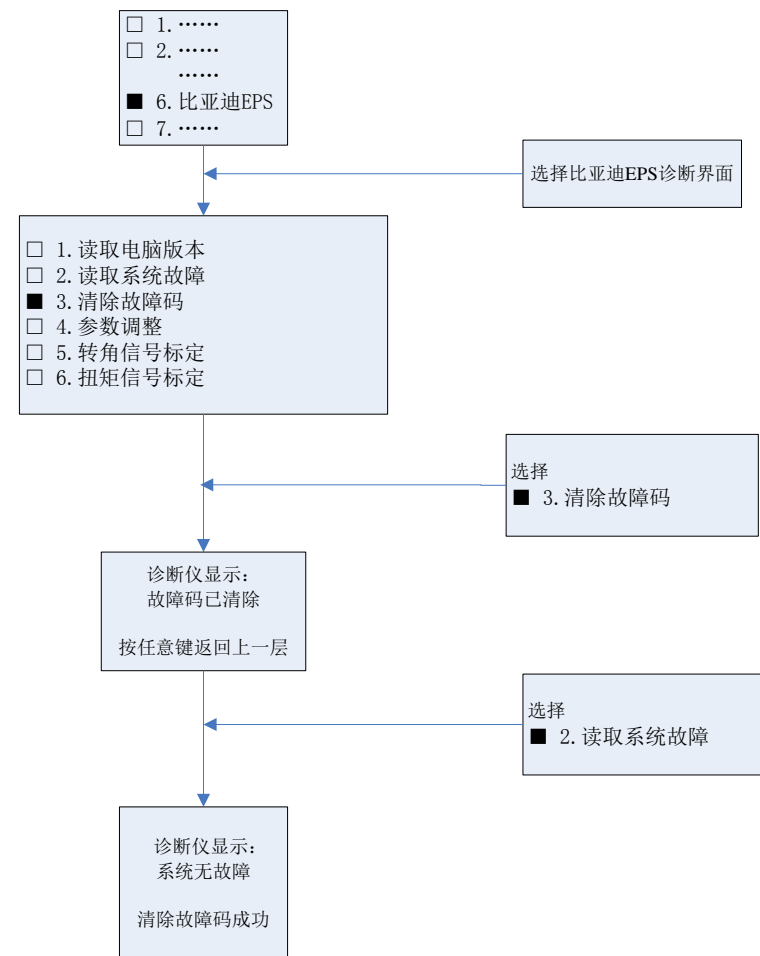 □ 1.……
□ 2.……
……
■ 6.比亚迪EPS
□ 7.……
选择比亚迪EPS诊断界面
□ 1.读取电脑版本
□ 2.读取系统故障
■ 3.清除故障码
□ 4.参数调整
□ 5.转角信号标定
□ 6.扭矩信号标定
选择
■ 3.清除故障码
诊断仪显示：
故障码已清除
按任意键返回上一层
选择
■ 2.读取系统故障
诊断仪显示：
系统无故障
清除故障码成功